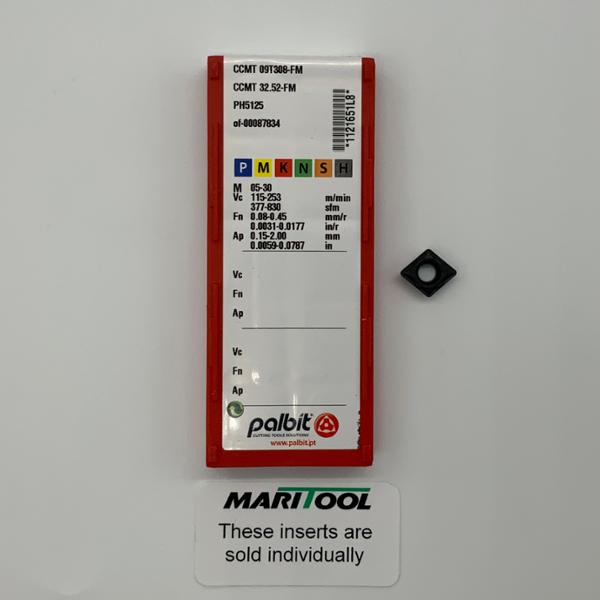 CCMT 09T308-FM
CCMT 32.52-FM
PH5125
of-00087834
*1121651L8*
P M K N S H
M 05-30
Vc 115-253 m/min
377-830 sfm
Fn 0.08-0.45 mm/r
0.0031-0.0177 in/r
Ap 0.15-2.00 mm
0.0059-0.0787 in
Vc
Fn
Ap
Vc
Fn
Ap
palbit
CUTTING TOOLS SOLUTIONS
www.palbit.pt
MARITOOL
These inserts are
sold individually